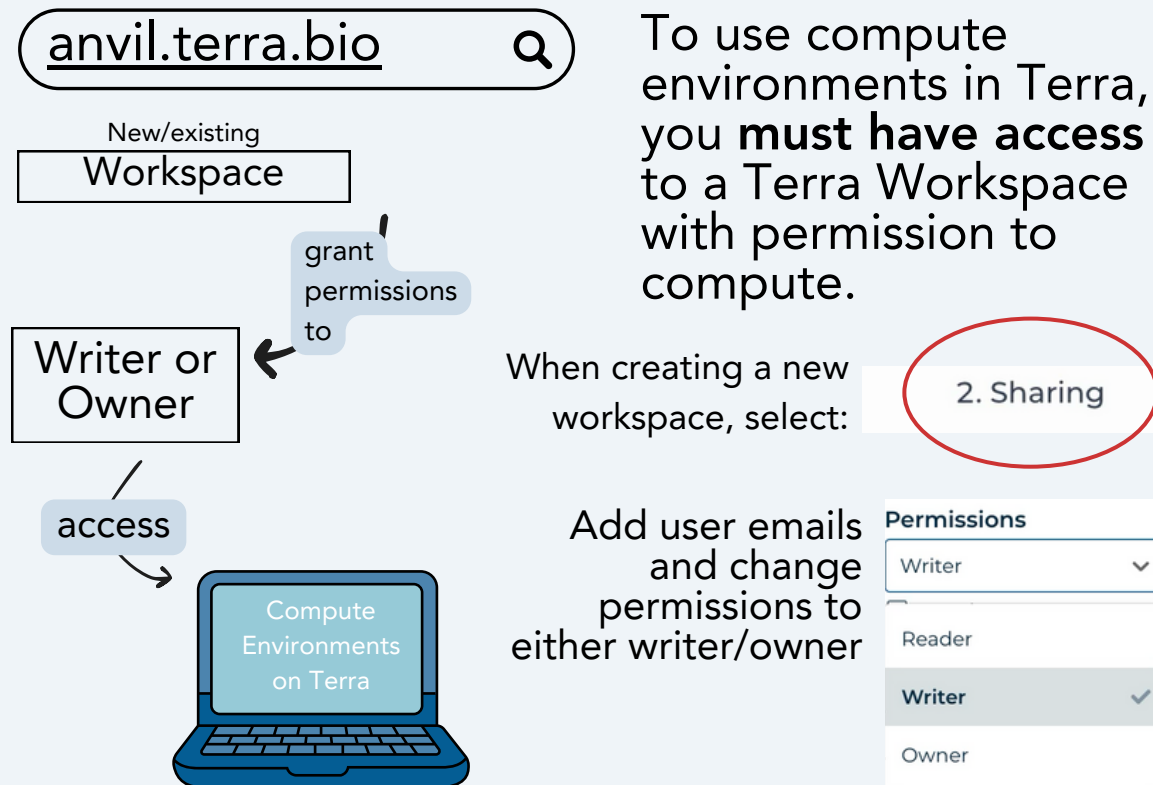 anvil.terra.bio
New/existing
Workspace
grant
permissions
to
Writer or
Owner
access
Compute
Environments
on Terra
To use compute
environments in Terra,
you must have access
to a Terra Workspace
with permission to
compute.
When creating a new
workspace, select:
2. Sharing
Add user emails
and change
permissions to
either writer/owner
Permissions
Writer
Reader
Writer
Owner